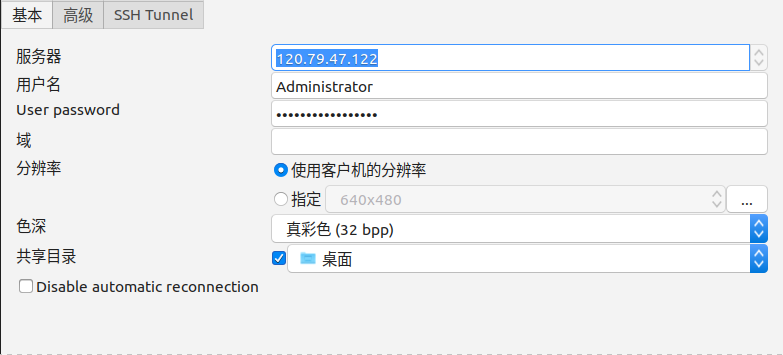 基本 高级 SSH Tunnel
服务器 120.79.47.122
用户名 Administrator
User password •••••••••••••••••
域
分辨率 使用客户机的分辨率
指定 640x480 ...
色深 真彩色 (32 bpp)
共享目录 桌面
Disable automatic reconnection